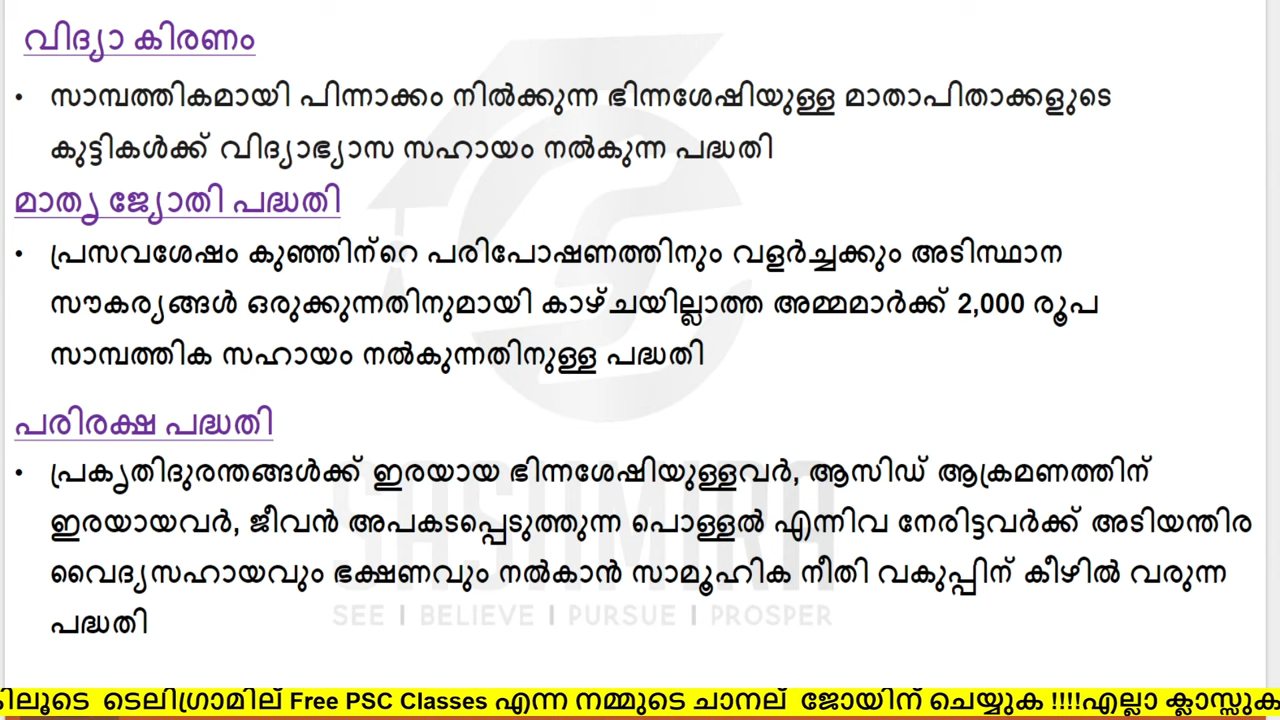 വിദ്യാ കിരണം
• സാമ്പത്തികമായി പിന്നാക്കം നിൽക്കുന്ന ഭിന്നശേഷിയുള്ള മാതാപിതാക്കളുടെ
കുട്ടികൾക്ക് വിദ്യാഭ്യാസ സഹായം നൽകുന്ന പദ്ധതി
മാതൃ ജ്യോതി പദ്ധതി
• പ്രസവശേഷം കുഞ്ഞിന്റെ പരിപോഷണത്തിനും വളർച്ചക്കും അടിസ്ഥാന
സൗകര്യങ്ങൾ ഒരുക്കുന്നതിനുമായി കാഴ്ചയില്ലാത്ത അമ്മമാർക്ക് 2,000 രൂപ
സാമ്പത്തിക സഹായം നൽകുന്നതിനുള്ള പദ്ധതി
പരിരക്ഷ പദ്ധതി
• പ്രകൃതിദുരന്തങ്ങൾക്ക് ഇരയായ ഭിന്നശേഷിയുള്ളവർ, ആസിഡ് ആക്രമണത്തിന്
ഇരയായവർ, ജീവൻ അപകടപ്പെടുത്തുന്ന പൊള്ളൽ എന്നിവ നേരിട്ടവർക്ക് അടിയന്തിര
വൈദ്യസഹായവും ഭക്ഷണവും നൽകാൻ സാമൂഹിക നീതി വകുപ്പിന് കീഴിൽ വരുന്ന
പദ്ധതി
SEE | BELIEVE | PURSUE | PROSPER
ടെലിഗ്രാമില് Free PSC Classes എന്ന നമ്മുടെ ചാനല് ജോയിന് ചെയ്യുക !!!!എല്ലാ